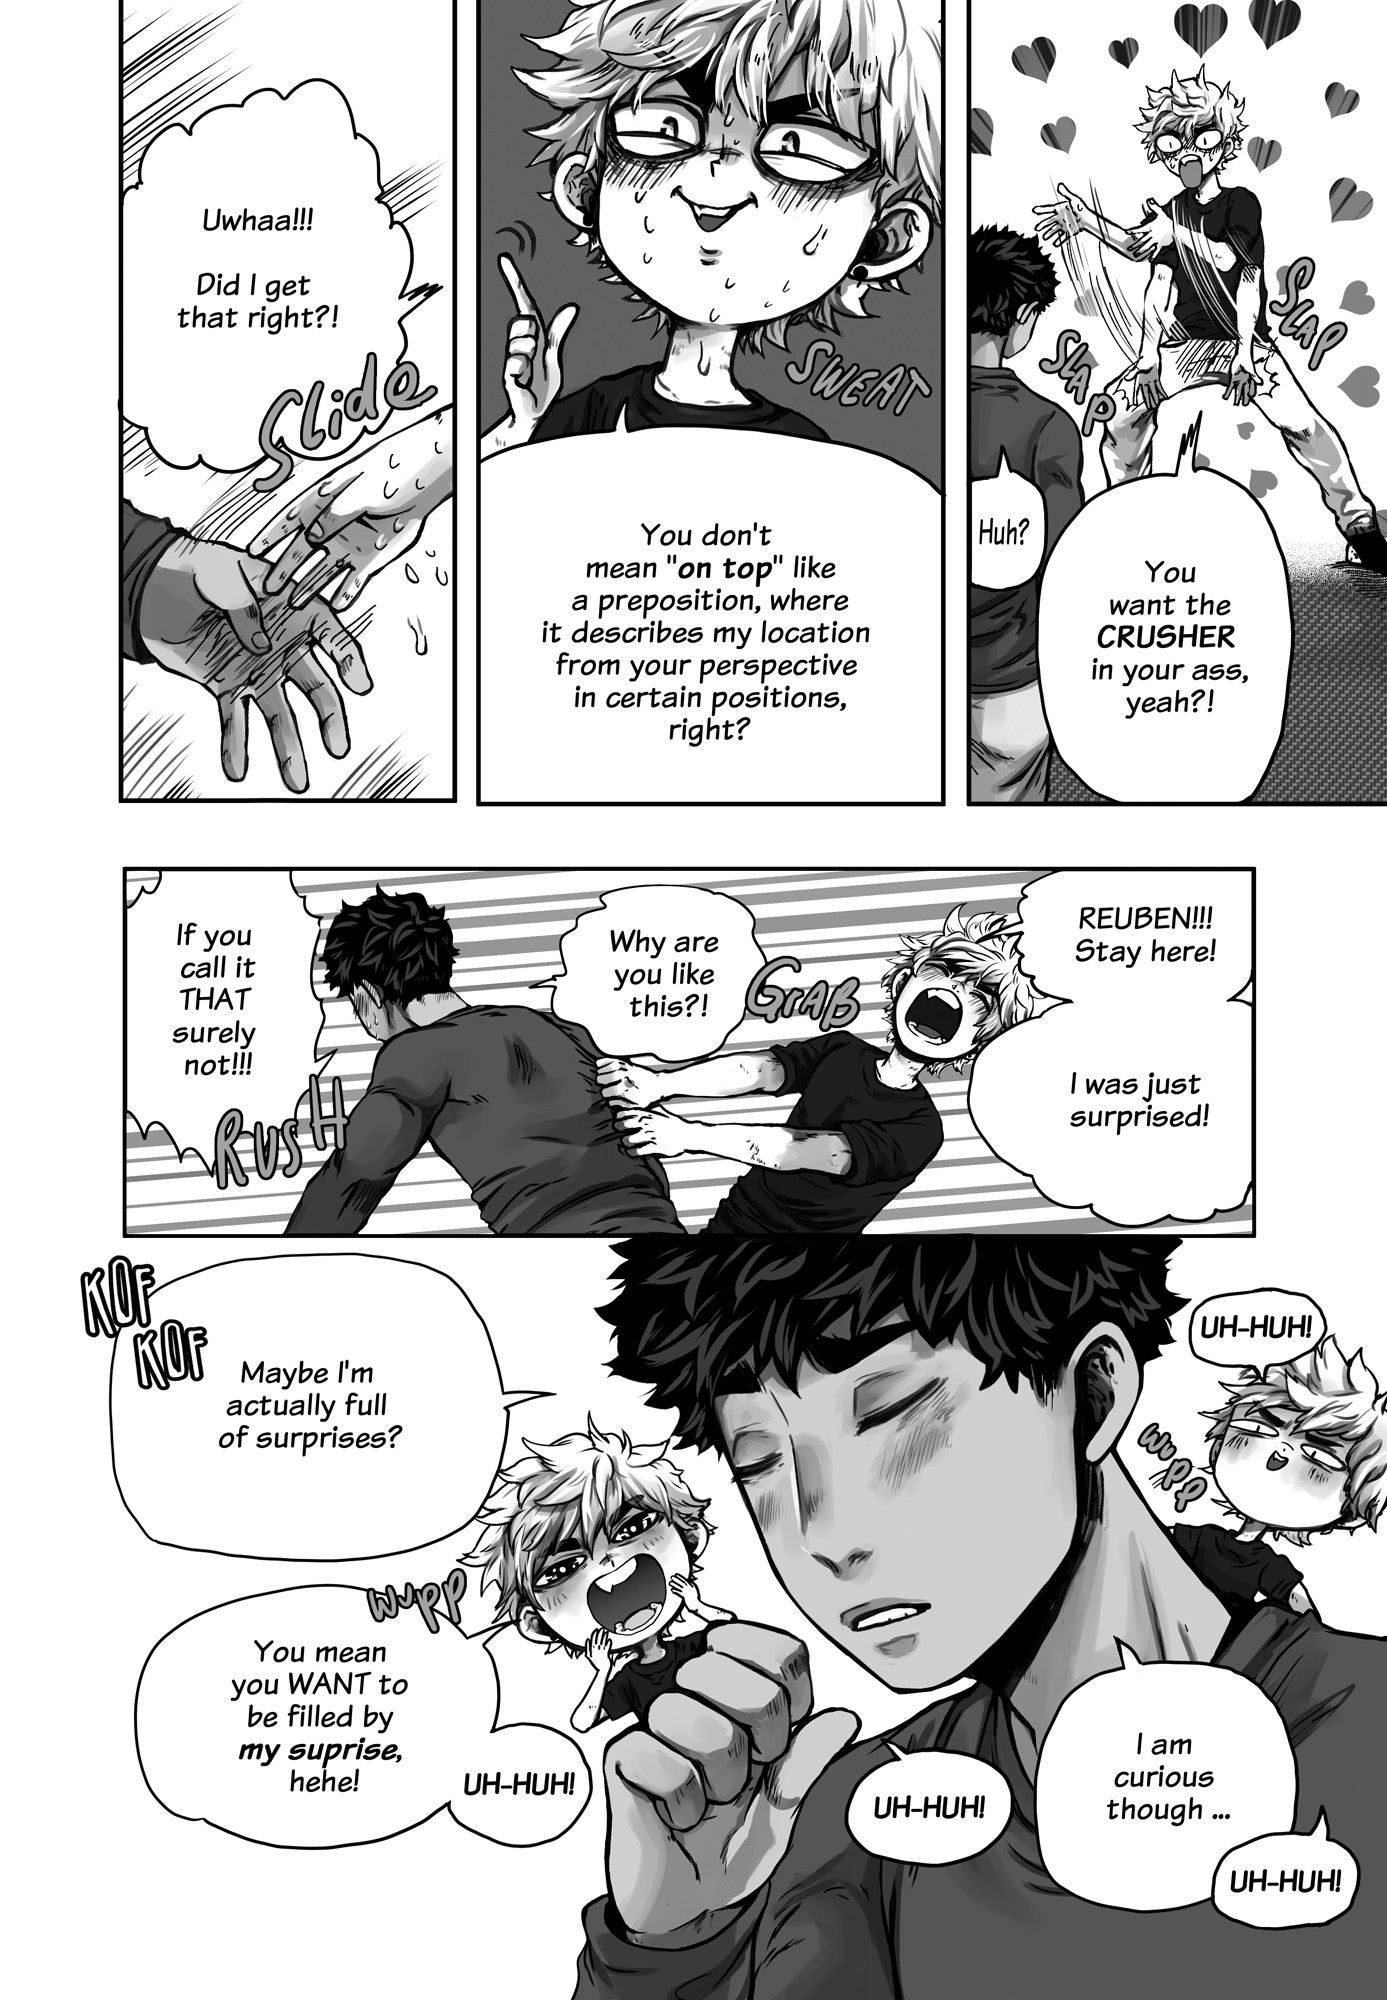 Uwhaa!!!
Did I get
that right?!
Slide
SWEAT
You don't
mean "on top" like
a preposition, where
it describes my location
from your perspective
in certain positions,
right?
SLAP
SLAP
Huh?
You
want the
CRUSHER
in your ass,
yeah?!
If you
call it
THAT
surely
not!!!
RUSH
Why are
you like
this?!
GrAB
REUBEN!!!
Stay here!
I was just
surprised!
KOF
KOF
Maybe I'm
actually full
of surprises?
wupp
You mean
you WANT to
be filled by
my suprise,
hehe!
UH-HUH!
UH-HUH!
wupp
UH-HUH!
I am
curious
though ...
UH-HUH!